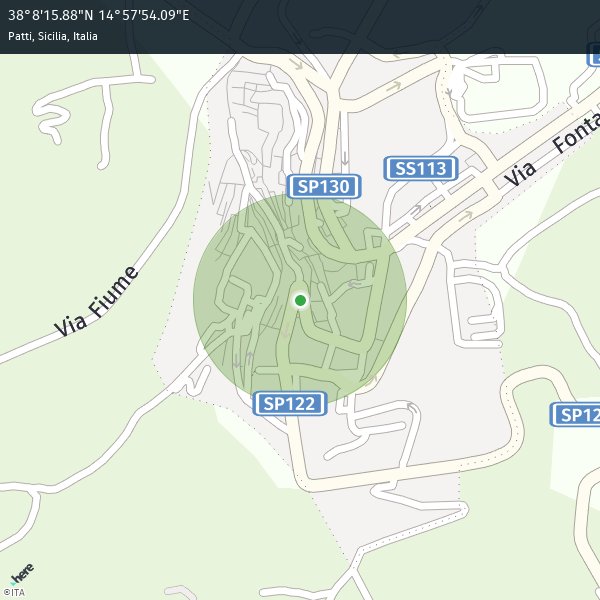 38°8'15.88"N 14°57'54.09"E
Patti, Sicilia, Italia
SS113
SP130
Via Fonta
Via Fiume
SP122
SP12
here
©ITA